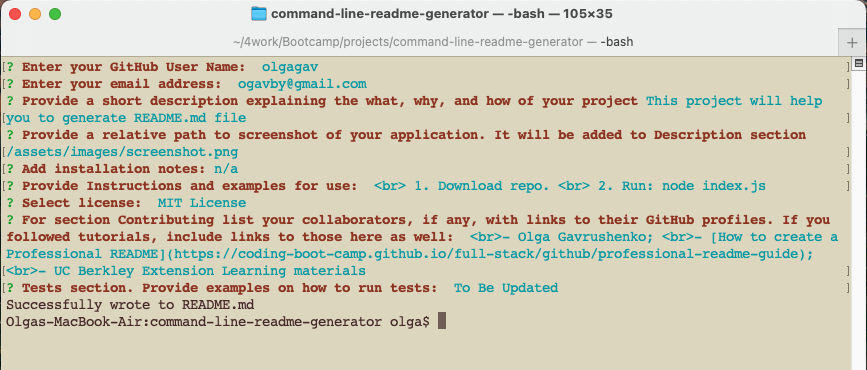 command-line-readme-generator — -bash — 105×35
~/4work/Bootcamp/projects/command-line-readme-generator — -bash
+
[? Enter your GitHub User Name:  olgagav ]
[? Enter your email address:  ogavby@gmail.com ]
? Provide a short description explaining the what, why, and how of your project This project will help
[you to generate README.md file ]
? Provide a relative path to screenshot of your application. It will be added to Description section
[/assets/images/screenshot.png ]
[? Add installation notes: n/a ]
[? Provide Instructions and examples for use:  <br> 1. Download repo. <br> 2. Run: node index.js ]
? Select license:  MIT License
? For section Contributing list your collaborators, if any, with links to their GitHub profiles. If you
followed tutorials, include links to those here as well:  <br>- Olga Gavrushenko; <br>- [How to create a
Professional README](https://coding-boot-camp.github.io/full-stack/github/professional-readme-guide);
[<br>- UC Berkley Extension Learning materials ]
[? Tests section. Provide examples on how to run tests:  To Be Updated ]
Successfully wrote to README.md
Olgas-MacBook-Air:command-line-readme-generator olga$